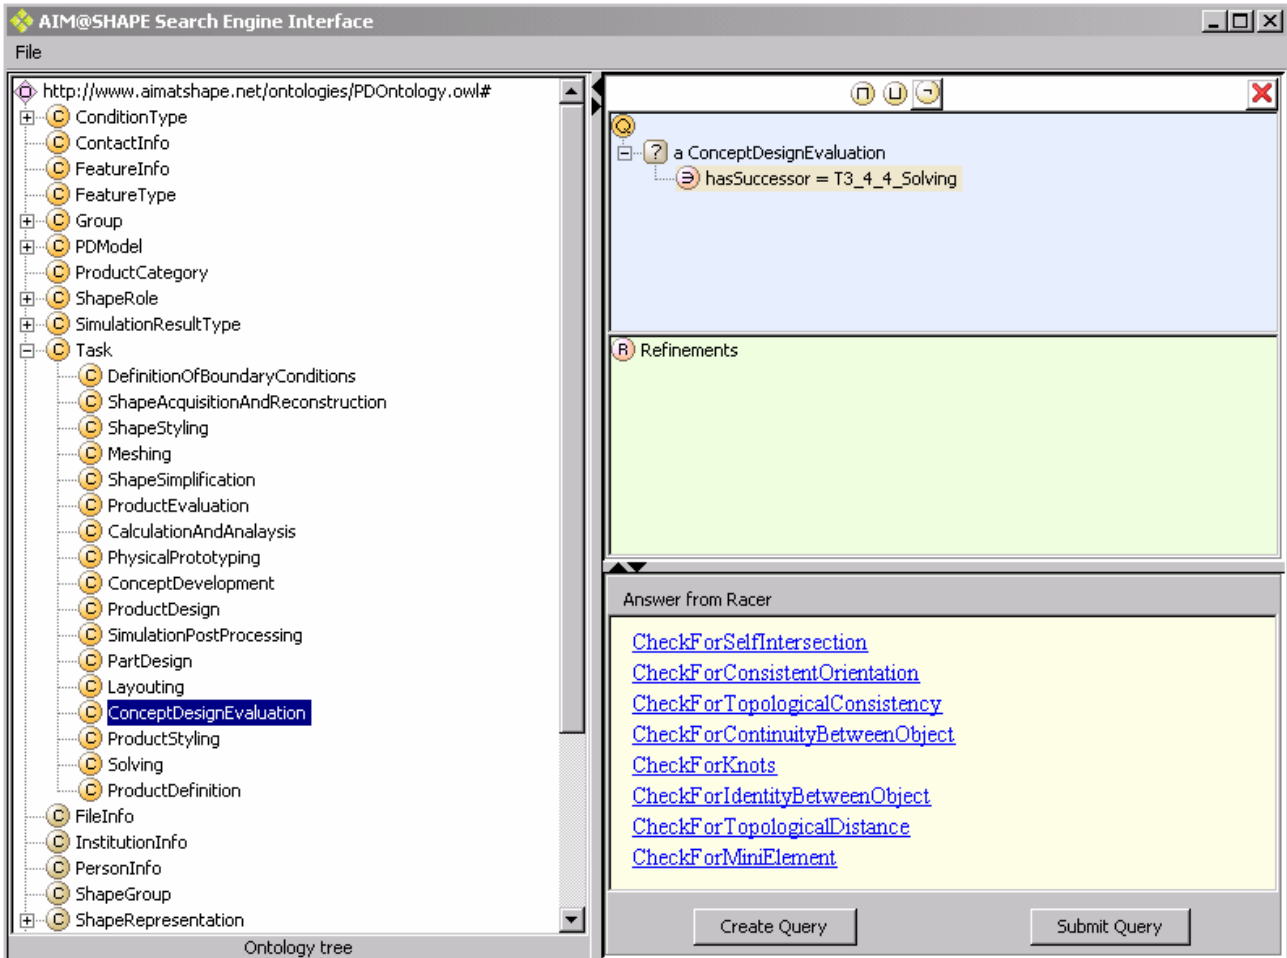 AIM@SHAPE Search Engine Interface
File
http://www.aimatshape.net/ontologies/PDOntology.owl#
ConditionType
ContactInfo
FeatureInfo
FeatureType
Group
PDModel
ProductCategory
ShapeRole
SimulationResultType
Task
DefinitionOfBoundaryConditions
ShapeAcquisitionAndReconstruction
ShapeStyling
Meshing
ShapeSimplification
ProductEvaluation
CalculationAndAnalaysis
PhysicalPrototyping
ConceptDevelopment
ProductDesign
SimulationPostProcessing
PartDesign
Layouting
ConceptDesignEvaluation
ProductStyling
Solving
ProductDefinition
FileInfo
InstitutionInfo
PersonInfo
ShapeGroup
ShapeRepresentation
Ontology tree
Q
? a ConceptDesignEvaluation
∋ hasSuccessor = T3_4_4_Solving
R Refinements
Answer from Racer
CheckForSelfIntersection
CheckForConsistentOrientation
CheckForTopologicalConsistency
CheckForContinuityBetweenObject
CheckForKnots
CheckForIdentityBetweenObject
CheckForTopologicalDistance
CheckForMiniElement
Create Query
Submit Query